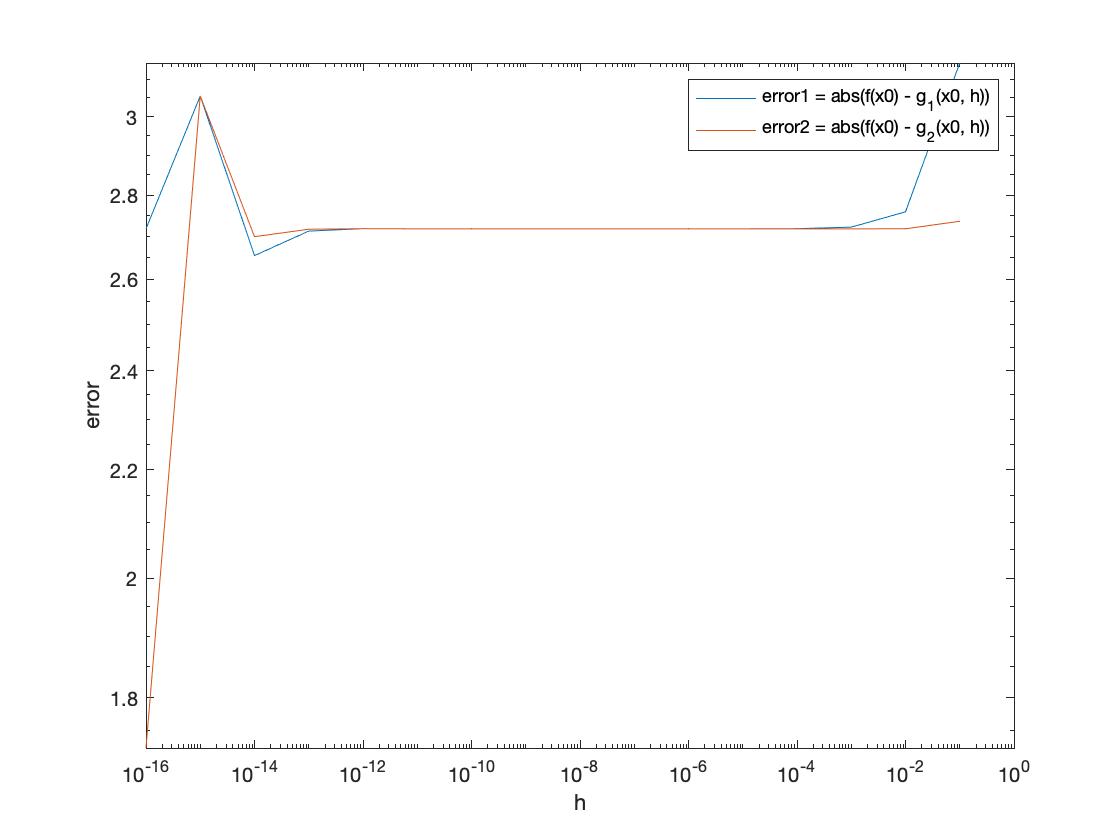 error1 = abs(f(x0) - g1(x0, h))
error2 = abs(f(x0) - g2(x0, h))
3
2.8
2.6
2.4
2.2
2
1.8
error
10-16 10-14 10-12 10-10 10-8 10-6 10-4 10-2 100
h